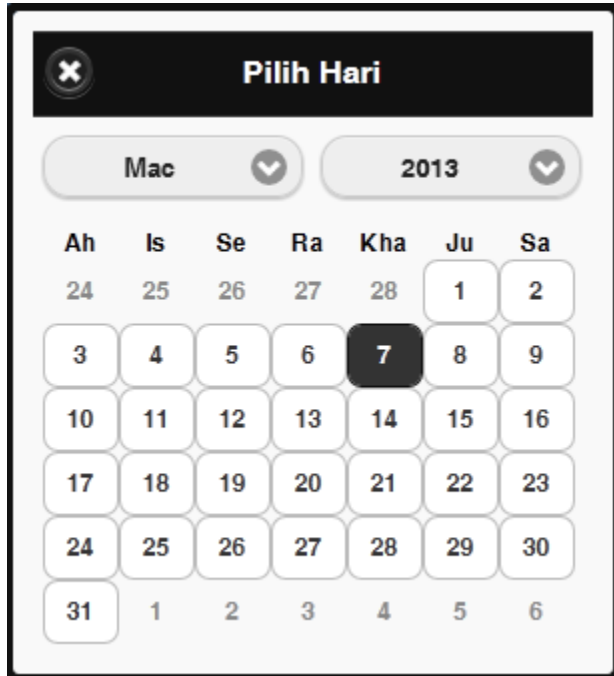 Pilih Hari
Mac 2013
Ah Is Se Ra Kha Ju Sa
24 25 26 27 28 1 2
3 4 5 6 7 8 9
10 11 12 13 14 15 16
17 18 19 20 21 22 23
24 25 26 27 28 29 30
31 1 2 3 4 5 6